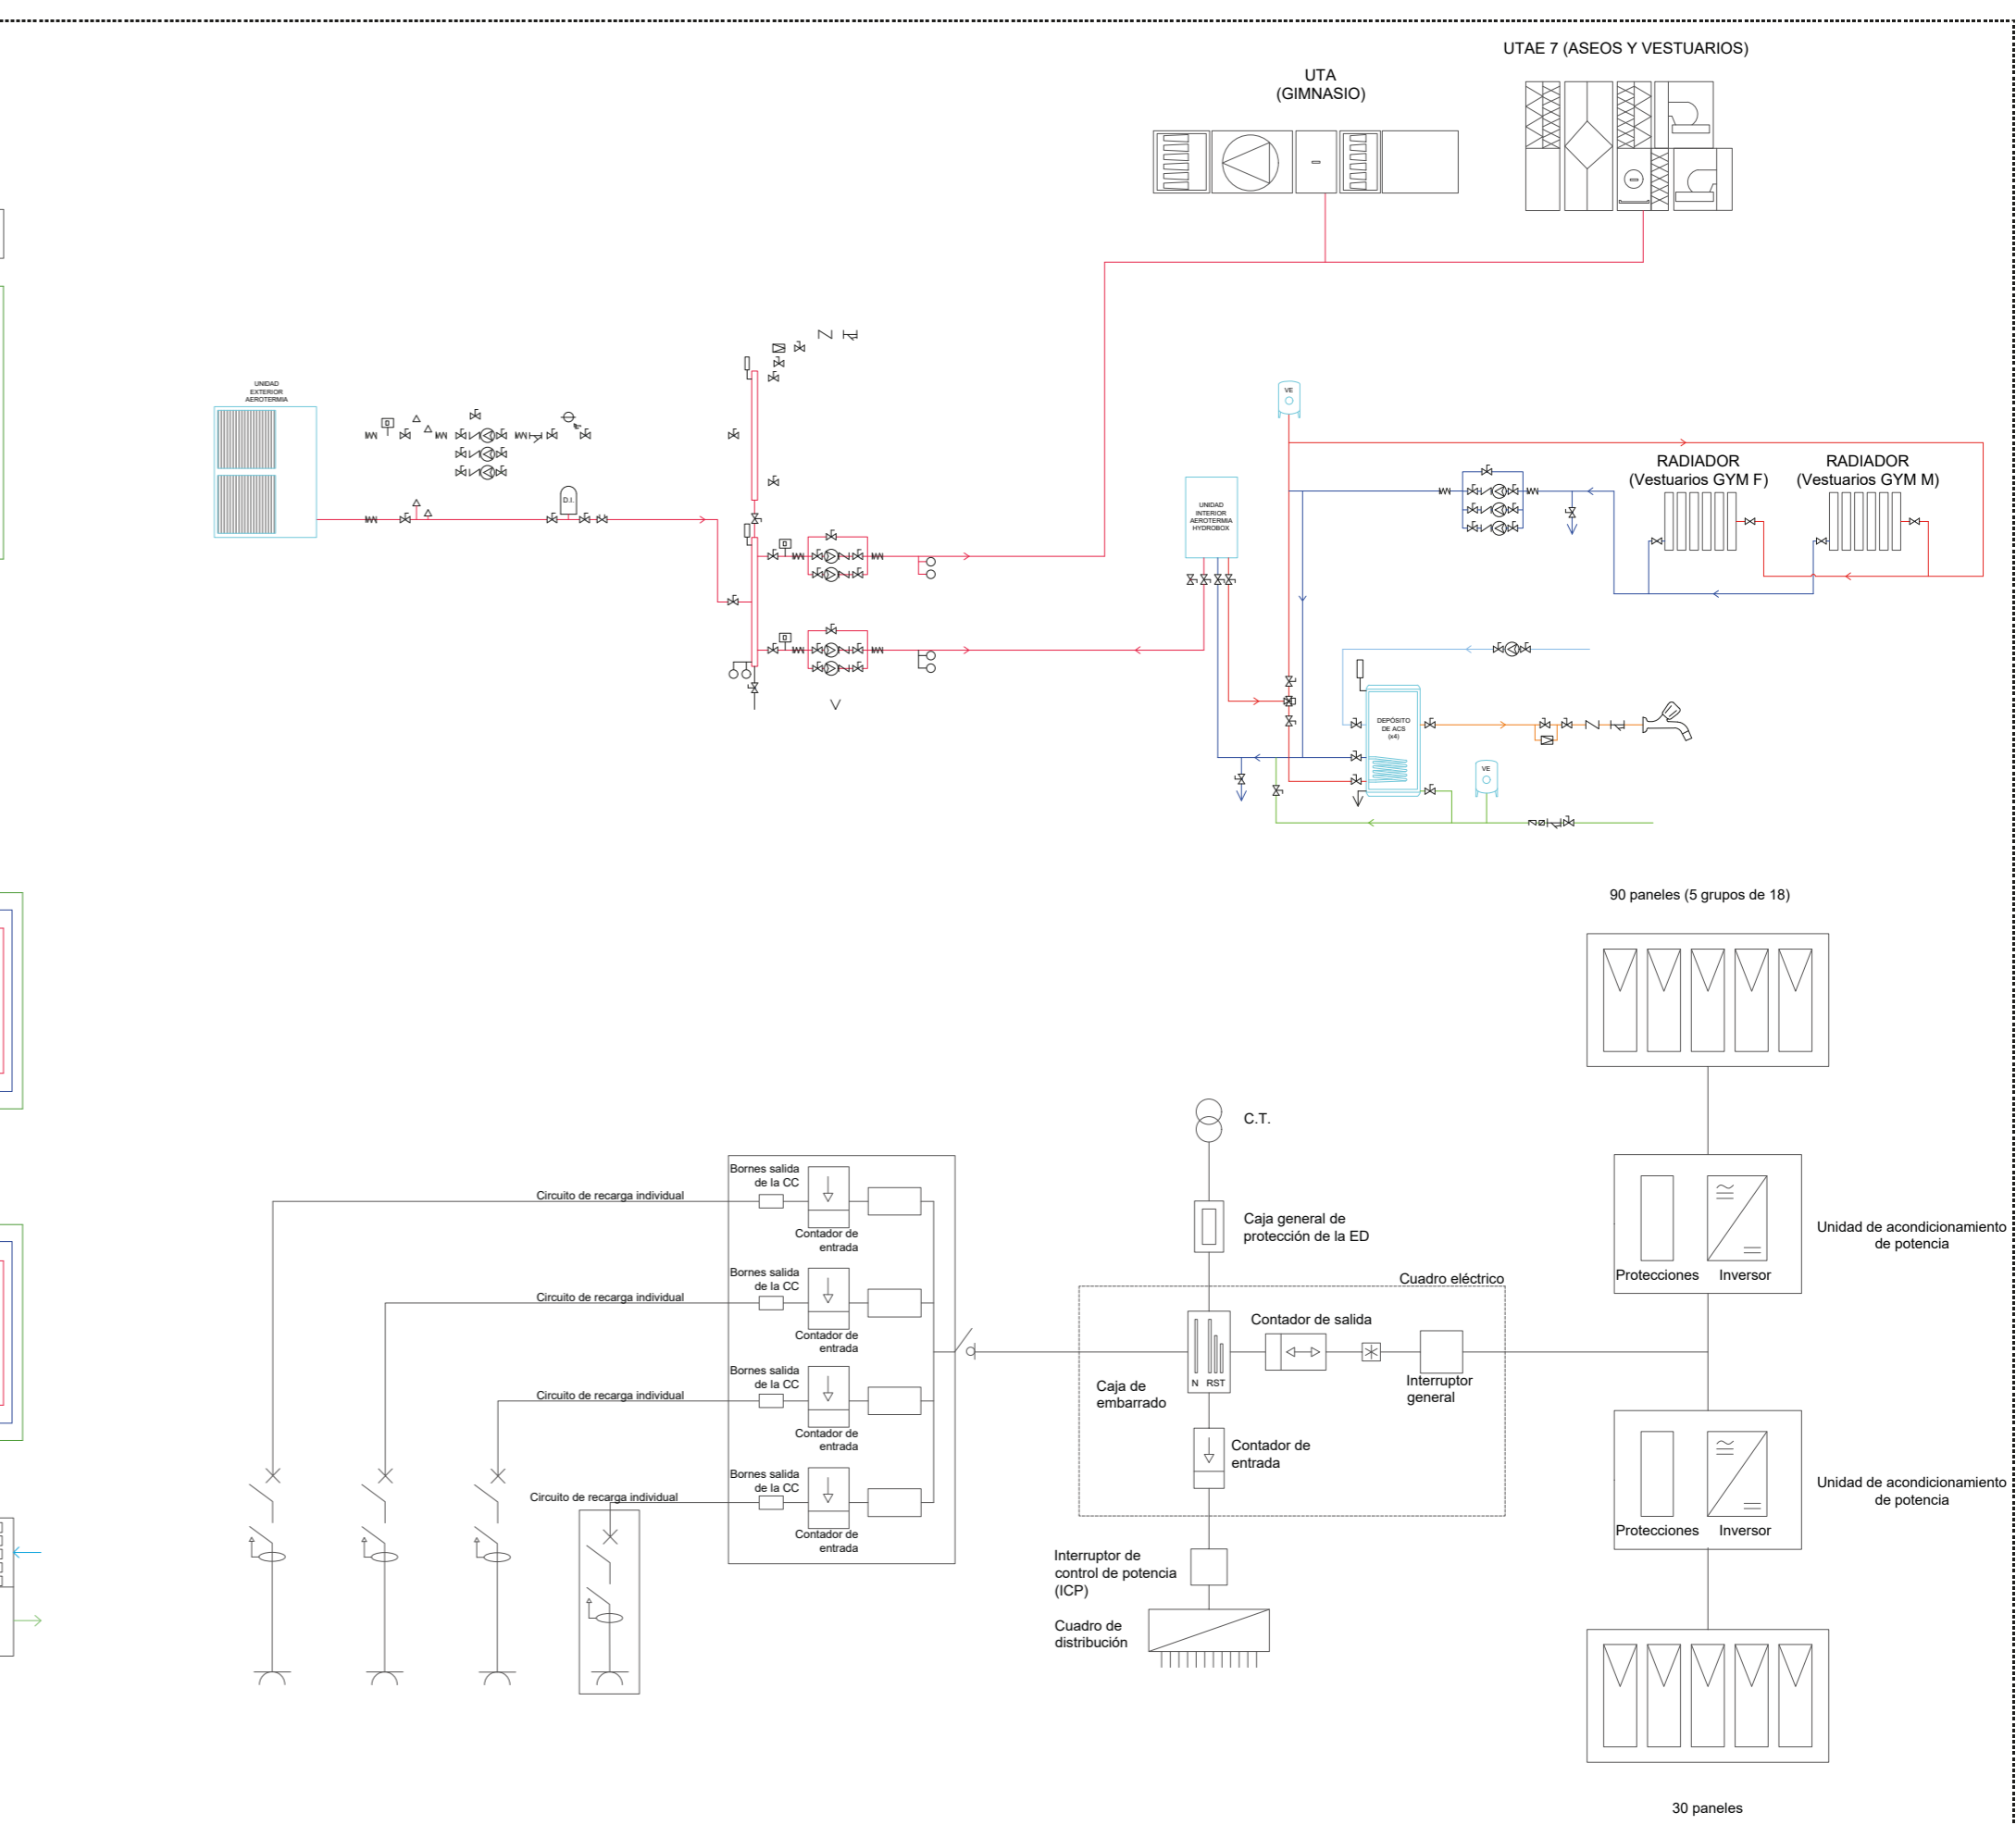 UTAE 7 (ASEOS Y VESTUARIOS)
UTA
(GIMNASIO)
UNIDAD
EXTERIOR
AEROTERMIA
D.I.
VE
RADIADOR
(Vestuarios GYM F)
RADIADOR
(Vestuarios GYM M)
UNIDAD
INTERIOR
AEROTERMIA
HYDROBOX
DEPÓSITO
DE ACS
(x4)
VE
90 paneles (5 grupos de 18)
C.T.
Caja general de
protección de la ED
Cuadro eléctrico
Contador de salida
N RST
Caja de
embarrado
Interruptor
general
Contador de
entrada
Interruptor de
control de potencia
(ICP)
Cuadro de
distribución
Circuito de recarga individual
Bornes salida
de la CC
Contador de
entrada
Circuito de recarga individual
Bornes salida
de la CC
Contador de
entrada
Circuito de recarga individual
Bornes salida
de la CC
Contador de
entrada
Circuito de recarga individual
Bornes salida
de la CC
Contador de
entrada
Protecciones Inversor
Unidad de acondicionamiento
de potencia
Protecciones Inversor
Unidad de acondicionamiento
de potencia
30 paneles